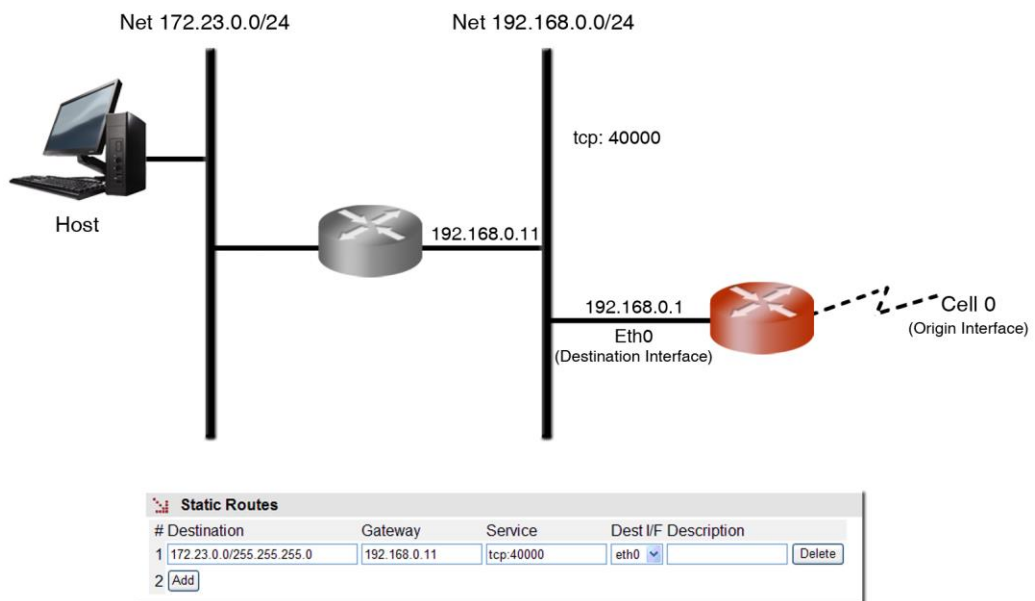 Net 172.23.0.0/24
Net 192.168.0.0/24
tcp: 40000
Host
192.168.0.11
192.168.0.1
Eth0
(Destination Interface)
Cell 0
(Origin Interface)
Static Routes
# Destination Gateway Service Dest I/F Description
1 172.23.0.0/255.255.255.0 192.168.0.11 tcp:40000 eth0 Delete
2 Add